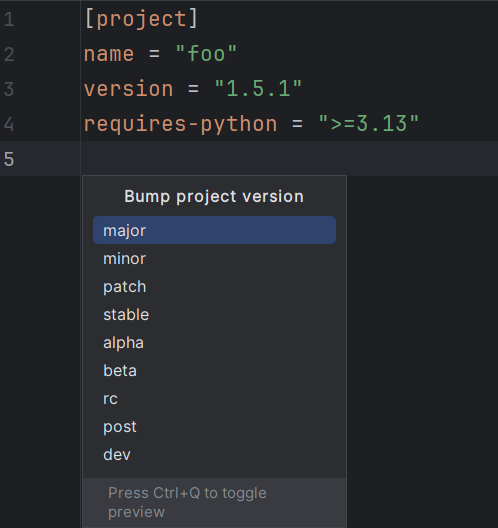 1 [project]
2 name = "foo"
3 version = "1.5.1"
4 requires-python = ">=3.13"
5
Bump project version
major
minor
patch
stable
alpha
beta
rc
post
dev
Press Ctrl+Q to toggle
preview